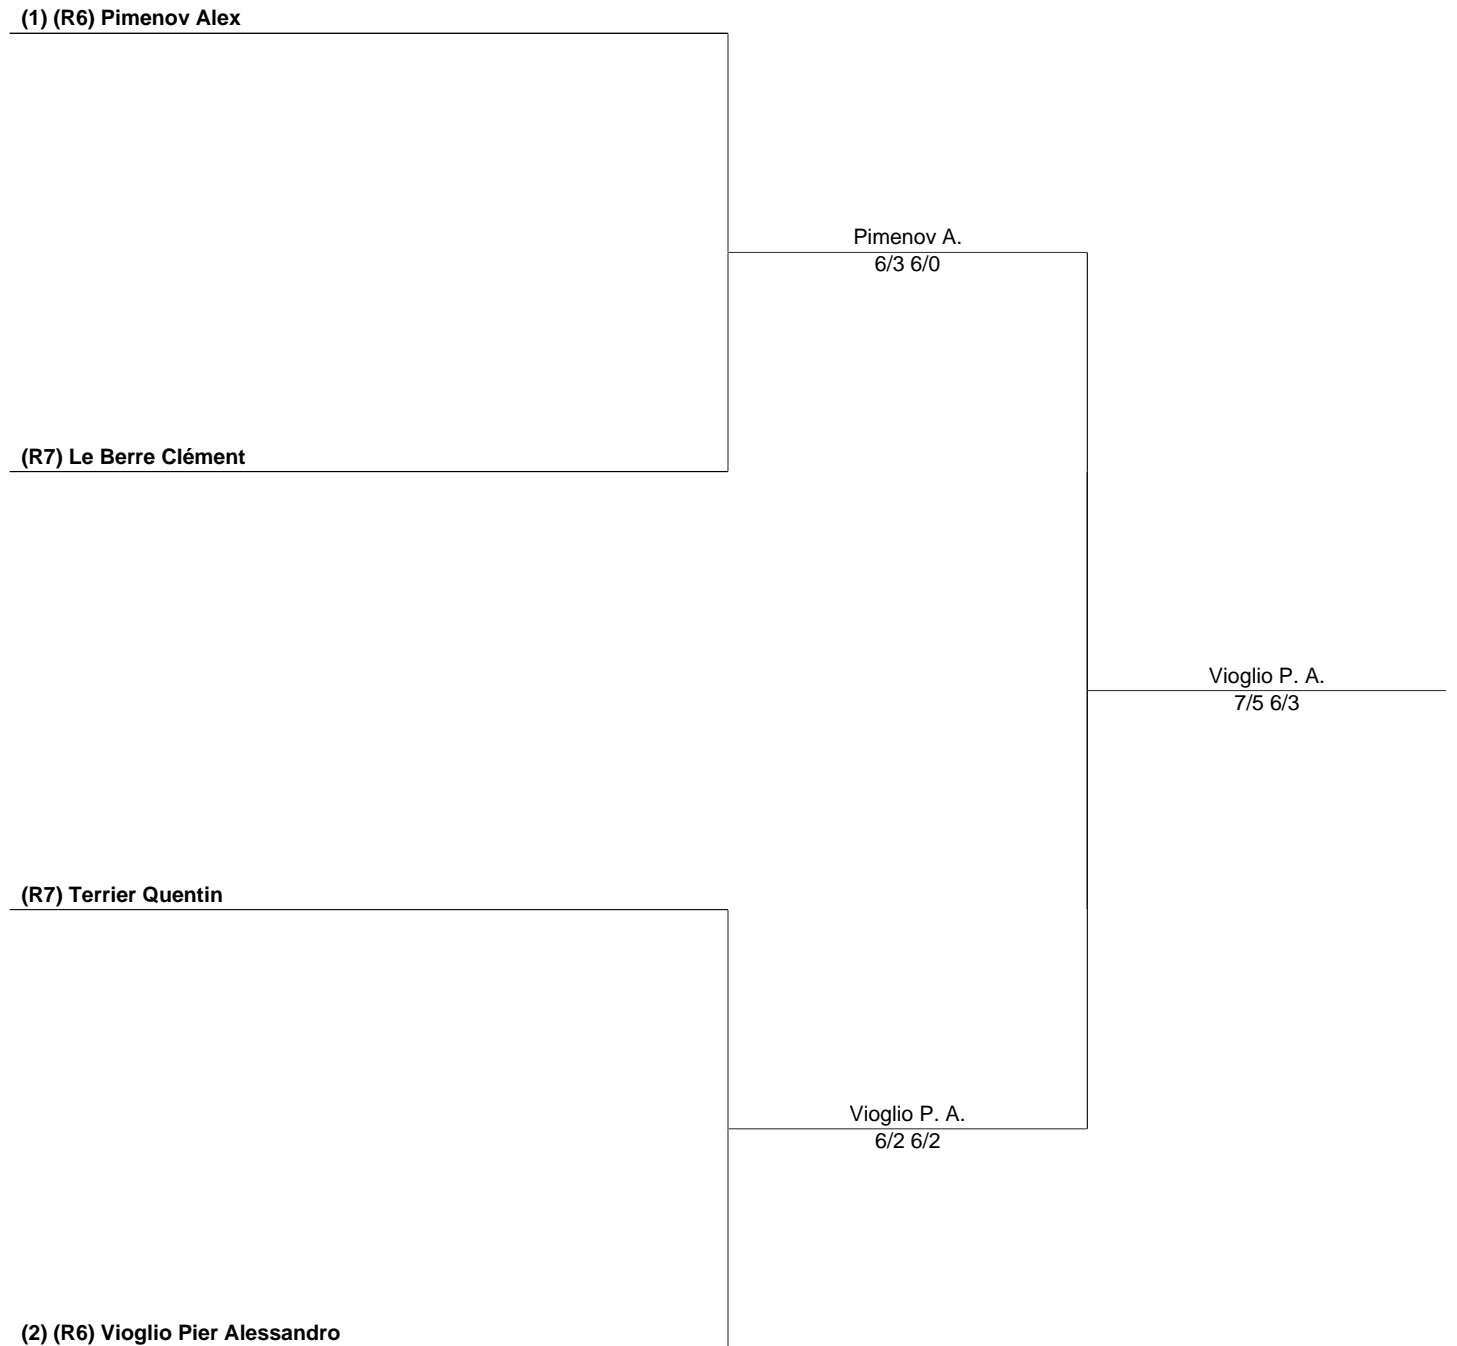 (1) (R6) Pimenov Alex
Pimenov A.
6/3 6/0
(R7) Le Berre Clément
Vioglio P. A.
7/5 6/3
(R7) Terrier Quentin
Vioglio P. A.
6/2 6/2
(2) (R6) Vioglio Pier Alessandro